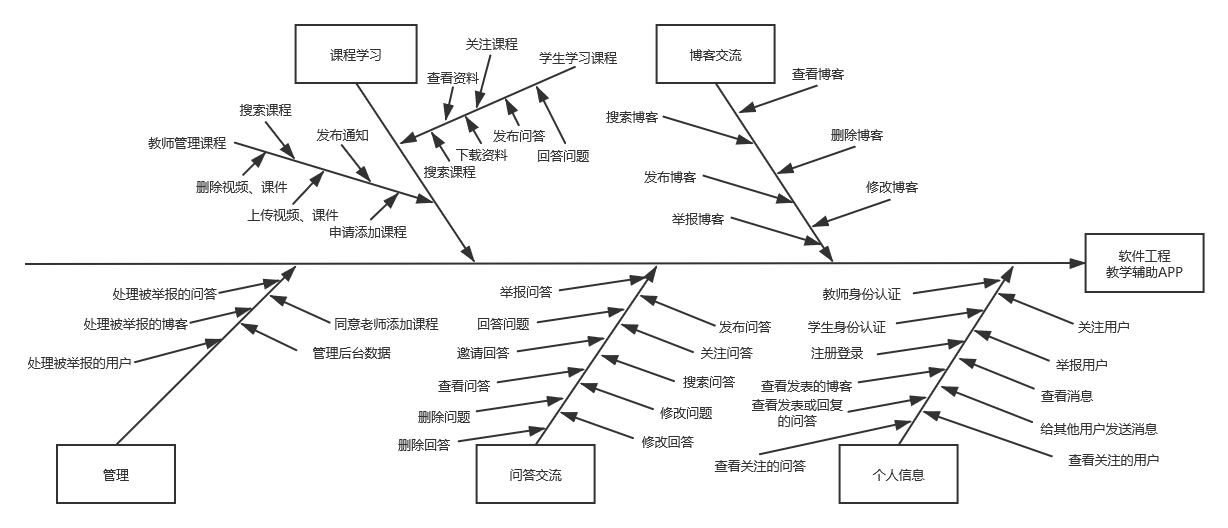 课程学习
关注课程
学生学习课程
查看资料
搜索课程
教师管理课程
发布通知
发布问答
下载资料
回答问题
搜索课程
删除视频、课件
上传视频、课件
申请添加课程
博客交流
查看博客
搜索博客
删除博客
发布博客
修改博客
举报博客
软件工程
教学辅助APP
处理被举报的问答
处理被举报的博客
同意老师添加课程
管理后台数据
处理被举报的用户
管理
举报问答
回答问题
发布问答
邀请回答
关注问答
查看问答
搜索问答
删除问题
修改问题
删除回答
修改回答
问答交流
教师身份认证
学生身份认证
关注用户
注册登录
举报用户
查看发表的博客
查看消息
查看发表或回复
的问答
给其他用户发送消息
查看关注的问答
查看关注的用户
个人信息